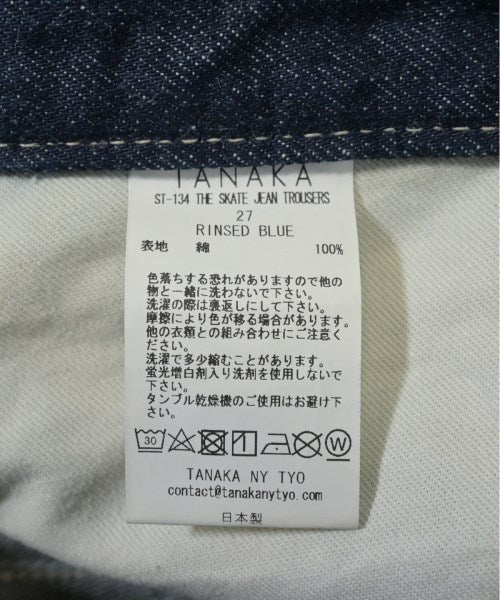 TANAKA
ST-134 THE SKATE JEAN TROUSERS
27
RINSED BLUE
表地 綿 100%
色落ちする恐れがありますので他の
物と一緒に洗わないで下さい。
洗濯の際は裏返しにして下さい。
摩擦により色が移る場合があります。
他の衣類との組み合わせにご注意く
ださい。
洗濯で多少縮むことがあります。
蛍光増白剤入り洗剤を使用しないで
下さい。
タンブル乾燥機のご使用はお避け下
さい。
30 W
TANAKA NY TYO
contact@tanakanytyo.com
日本製